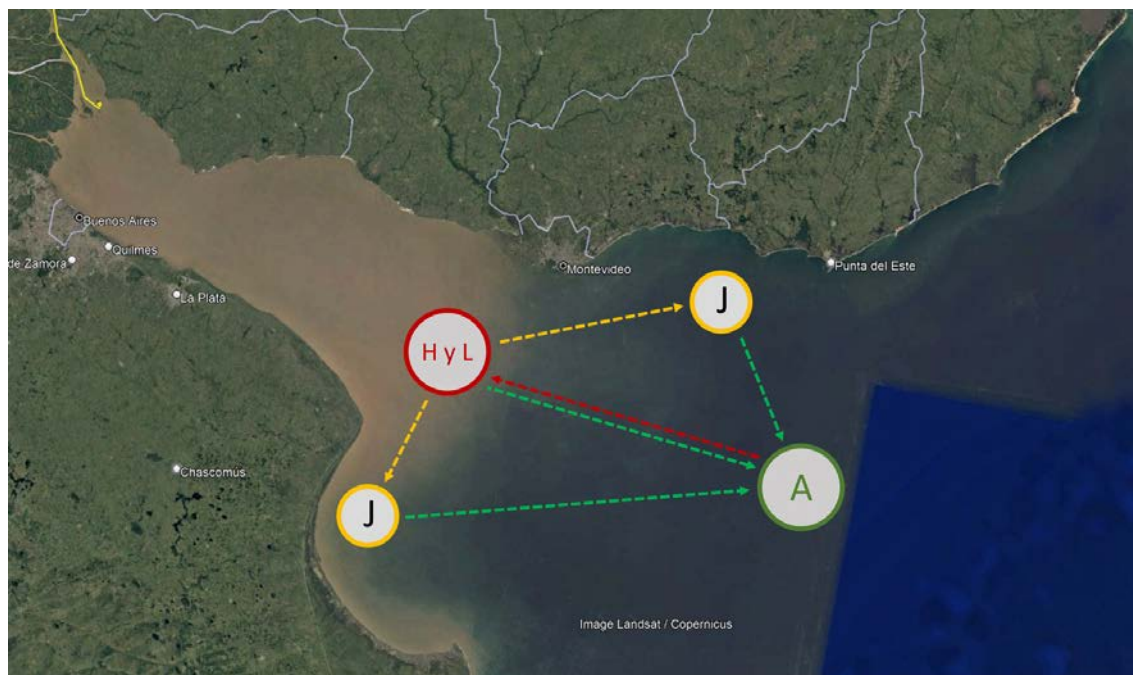 Buenos Aires
Quilmes
de Zamora
La Plata
Montevideo
Punta del Este
J
H y L
Chascomus
A
J
Image Landsat / Copernicus